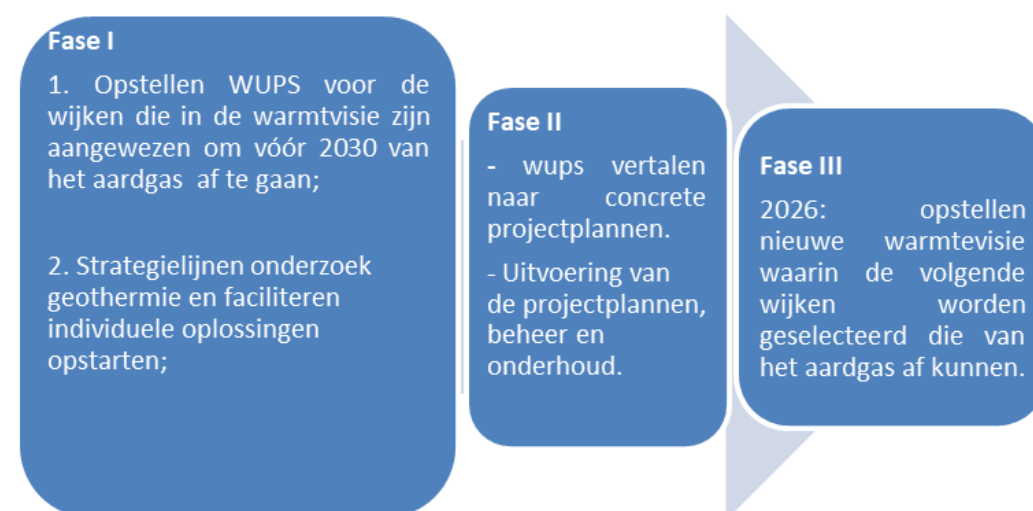 Fase I
1. Opstellen WUPS voor de
wijken die in de warmtvisie zijn
aangewezen om vóór 2030 van
het aardgas af te gaan;
2. Strategielijnen onderzoek
geothermie en faciliteren
individuele oplossingen
opstarten;
Fase II
- wups vertalen
naar concrete
projectplannen.
- Uitvoering van
de projectplannen,
beheer en
onderhoud.
Fase III
2026: opstellen
nieuwe warmtevisie
waarin de volgende
wijken worden
geselecteerd die van
het aardgas af kunnen.